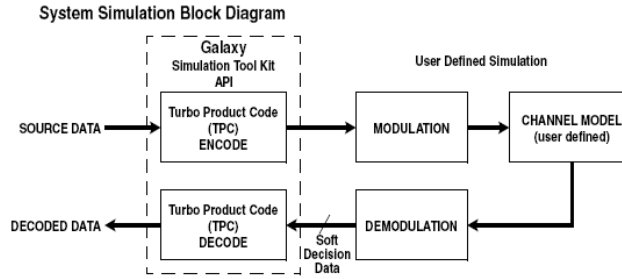 System Simulation Block Diagram
Galaxy
Simulation Tool Kit
API
User Defined Simulation
SOURCE DATA
Turbo Product Code
(TPC)
ENCODE
MODULATION
CHANNEL MODEL
(user defined)
DECODED DATA
Turbo Product Code
(TPC)
DECODE
Soft
Decision
Data
DEMODULATION